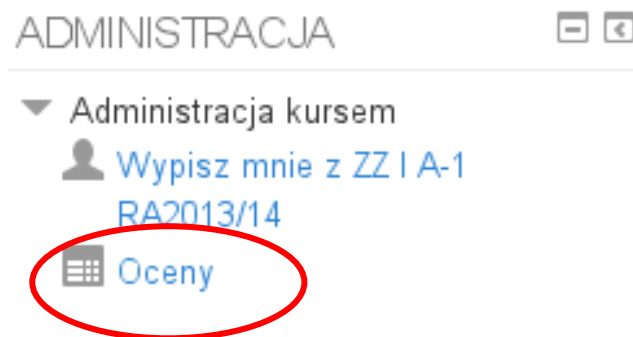 ADMINISTRACJA
Administracja kursem
Wypisz mnie z ZZ I A-1
RA2013/14
Oceny